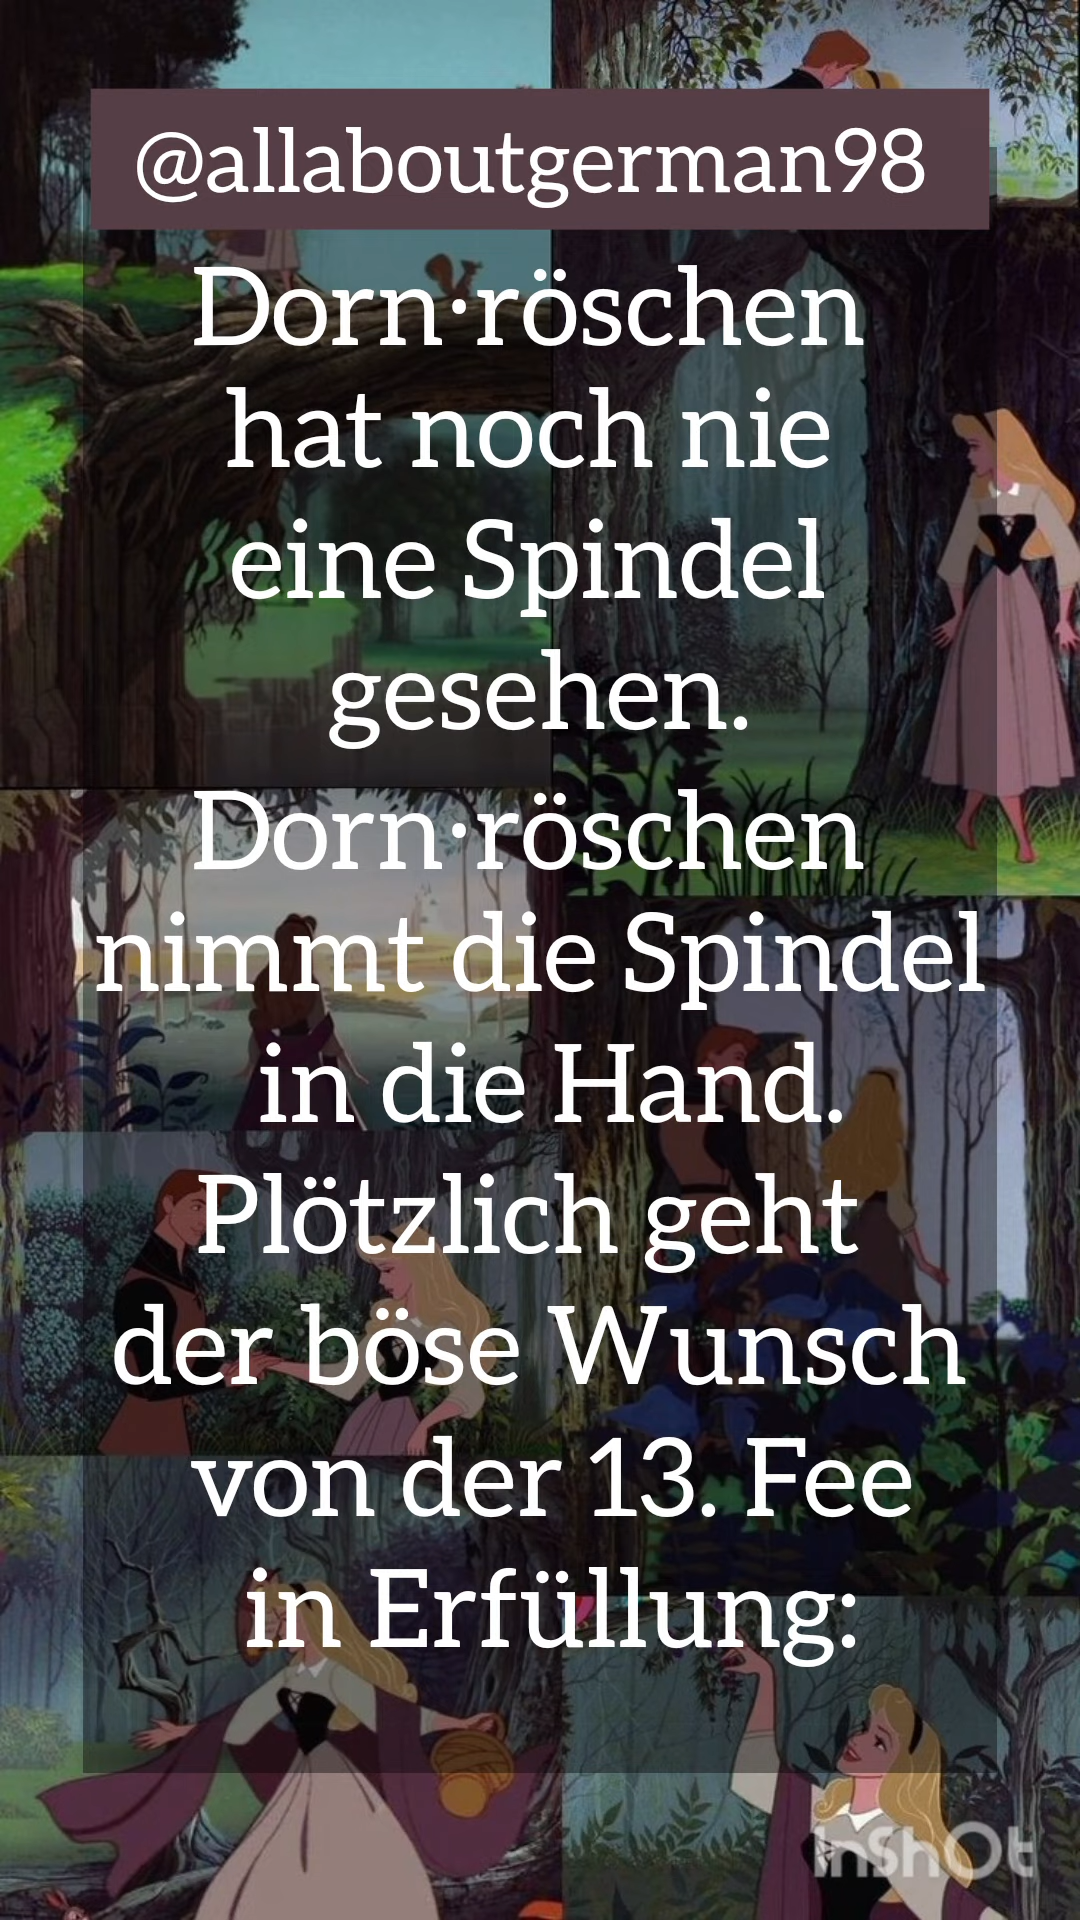 @allaboutgerman98
Dorn·röschen
hat noch nie
eine Spindel
gesehen.
Dorn·röschen
nimmt die Spindel
in die Hand.
Plötzlich geht
der böse Wunsch
von der 13. Fee
in Erfüllung:
InShOt